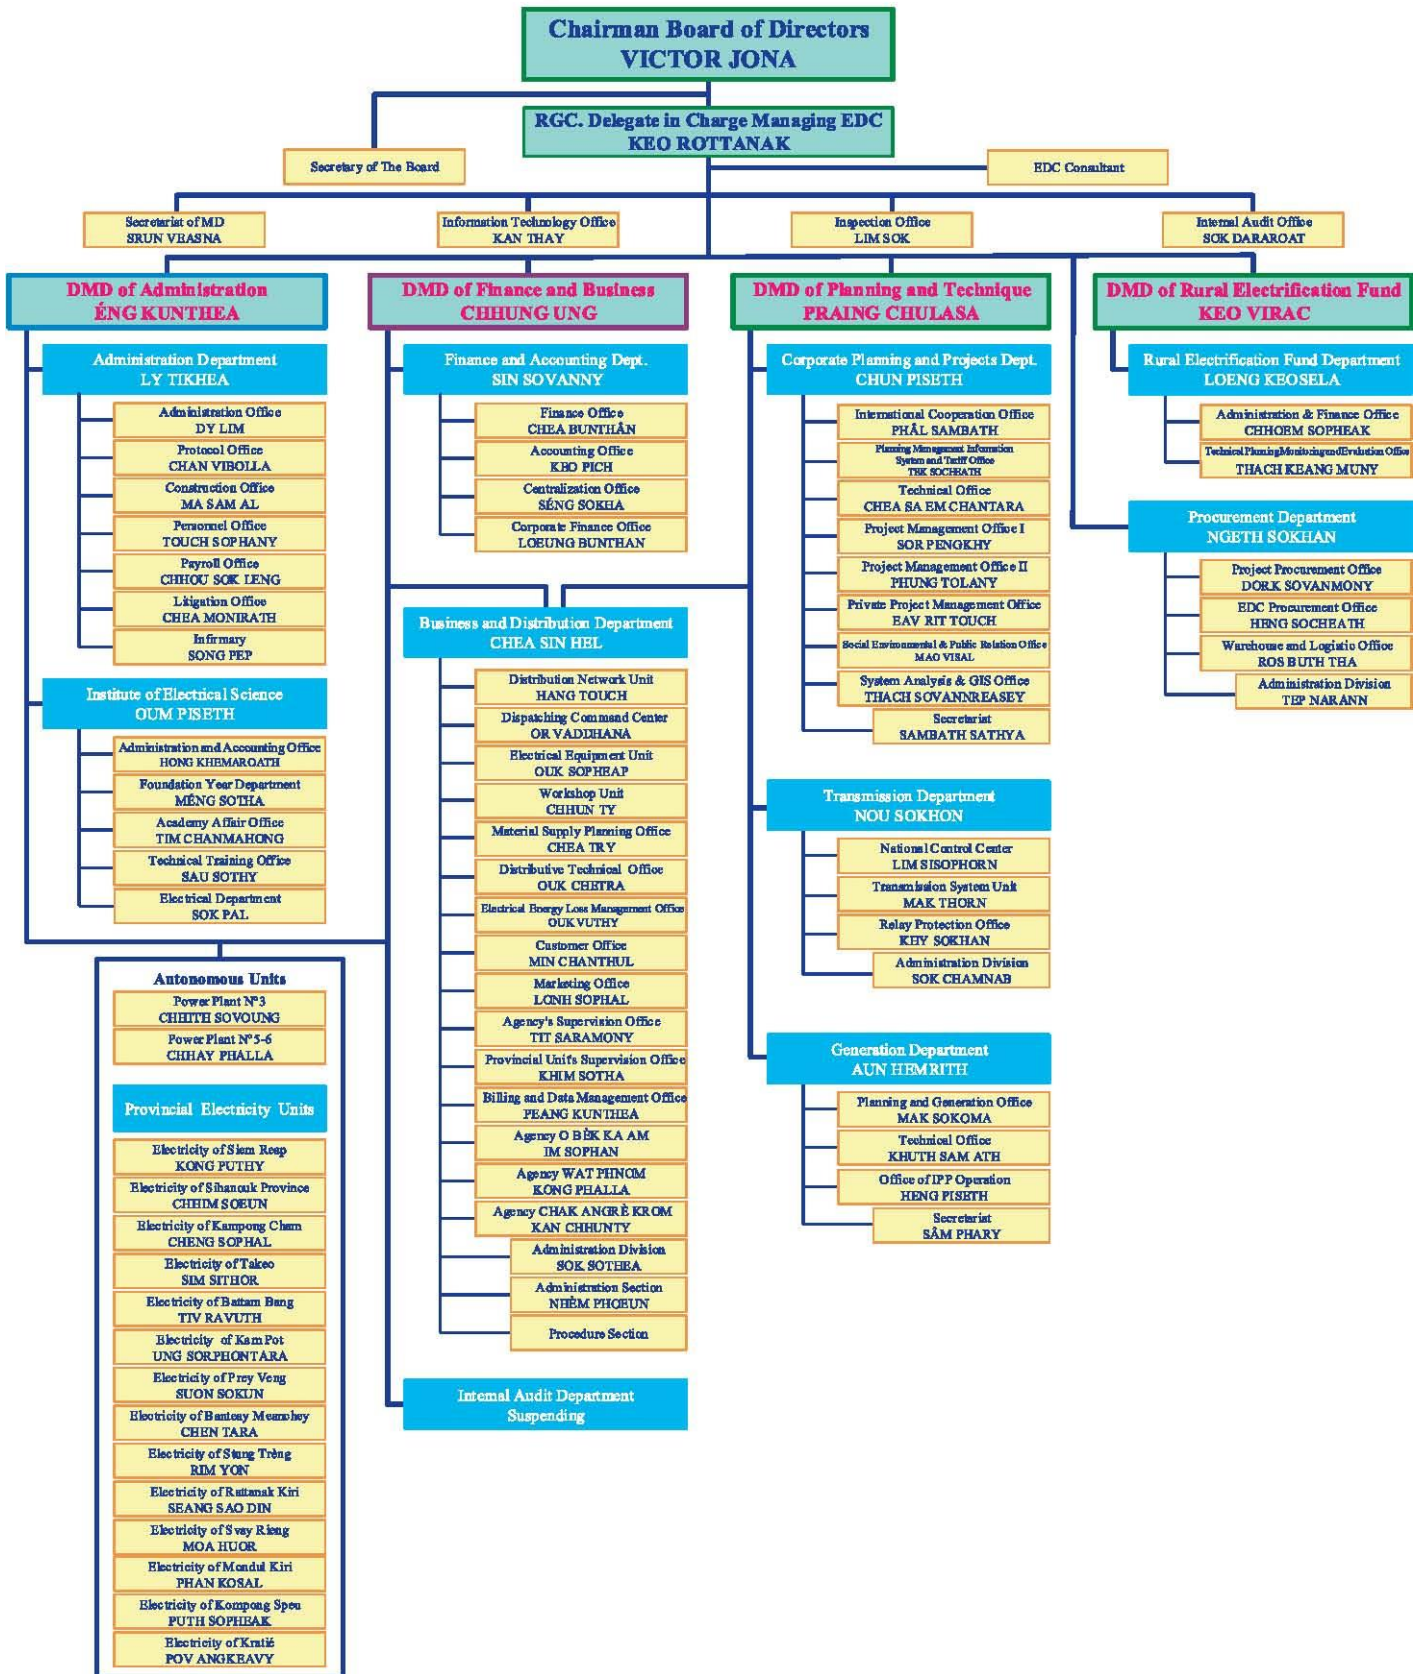 Chairman Board of Directors
VICTOR JONA
RGC. Delegate in Charge Managing EDC
KEO ROTTANAK
Secretary of The Board
EDC Consultant
Secretariat of MD
SRUN VEASNA
Information Technology Office
KAN THAY
Inspection Office
LIM SOK
Internal Audit Office
SOK DARAROAT
DMD of Administration
ÉNG KUNTHEA
Administration Department
LY TIKHEA
Administration Office
DY LIM
Protocol Office
CHAN VIBOLLA
Construction Office
MA SAM AL
Personnel Office
TOUCH SOPHANY
Payroll Office
CHHOU SOK LENG
Litigation Office
CHEA MONIRATH
Infirmary
SONG PEP
Institute of Electrical Science
OUM PISETH
Administration and Accounting Office
HONG KHEMAROATH
Foundation Year Department
MÉNG SOTHA
Academy Affair Office
TIM CHANMAHONG
Technical Training Office
SAU SOTHY
Electrical Department
SOK PAL
Autonomous Units
Power Plant N°3
CHHITH SOVOUNG
Power Plant N°5-6
CHHAY PHALLA
Provincial Electricity Units
Electricity of Siem Reap
KONG PUTHY
Electricity of Sihanouk Province
CHHIM SOEUN
Electricity of Kampong Cham
CHENG SOPHAL
Electricity of Takeo
SIM SITHOR
Electricity of Battam Bang
TIV RAVUTH
Electricity of Kam Pot
UNG SORPHONTARA
Electricity of Prey Veng
SUON SOKUN
Electricity of Banteay Meanchey
CHEN TARA
Electricity of Stung Trèng
RIM YON
Electricity of Rattanak Kiri
SEANG SAO DIN
Electricity of Svay Rieng
MOA HUOR
Electricity of Mondul Kiri
PHAN KOSAL
Electricity of Kompong Speu
PUTH SOPHEAK
Electricity of Kratié
POV ANGKEAVY
DMD of Finance and Business
CHHUNG UNG
Finance and Accounting Dept.
SIN SOVANNY
Finance Office
CHEA BUNTHÂN
Accounting Office
KEO PICH
Centralization Office
SÉNG SOKHA
Corporate Finance Office
LOEUNG BUNTHAN
Business and Distribution Department
CHEA SIN HEL
Distribution Network Unit
HANG TOUCH
Dispatching Command Center
OR VADDHANA
Electrical Equipment Unit
OUK SOPHEAP
Workshop Unit
CHHUN TY
Material Supply Planning Office
CHEA TRY
Distributive Technical Office
OUK CHETRA
Electrical Energy Loss Management Office
OUK VUTHY
Customer Office
MIN CHANTHUL
Marketing Office
LONH SOPHAL
Agency's Supervision Office
TIT SARAMONY
Provincial Unit's Supervision Office
KHIM SOTHA
Billing and Data Management Office
PEANG KUNTHEA
Agency O BÈK KA AM
IM SOPHAN
Agency WAT PHNOM
KONG PHALLA
Agency CHAK ANGRÈ KROM
KAN CHHUNTY
Administration Division
SOK SOTHEA
Administration Section
NHÈM PHOEUN
Procedure Section
Internal Audit Department
Suspending
DMD of Planning and Technique
PRAING CHULASA
Corporate Planning and Projects Dept.
CHUN PISETH
International Cooperation Office
PHÂL SAMBATH
Planning Management Information
System and Tariff Office
TEK SOCHEATH
Technical Office
CHEA SA EM CHANTARA
Project Management Office I
SOR PENGKHY
Project Management Office II
PHUNG TOLANY
Private Project Management Office
EAV RIT TOUCH
Social Environmental & Public Relation Office
MAO VISAL
System Analysis & GIS Office
THACH SOVANNREASEY
Secretariat
SAMBATH SATHYA
Transmission Department
NOU SOKHON
National Control Center
LIM SISOPHORN
Transmission System Unit
MAK THORN
Relay Protection Office
KHY SOKHAN
Administration Division
SOK CHAMNAB
Generation Department
AUN HEMRITH
Planning and Generation Office
MAK SOKOMA
Technical Office
KHUTH SAM ATH
Office of IPP Operation
HENG PISETH
Secretariat
SÂM PHARY
DMD of Rural Electrification Fund
KEO VIRAC
Rural Electrification Fund Department
LOENG KEOSELA
Administration & Finance Office
CHHOEM SOPHEAK
Technical Planning Monitoring and Evaluation Office
THACH KEANG MUNY
Procurement Department
NGETH SOKHAN
Project Procurement Office
DORK SOVANMONY
EDC Procurement Office
HENG SOCHEATH
Warehouse and Logistic Office
ROS BUTH THA
Administration Division
TEP NARANN